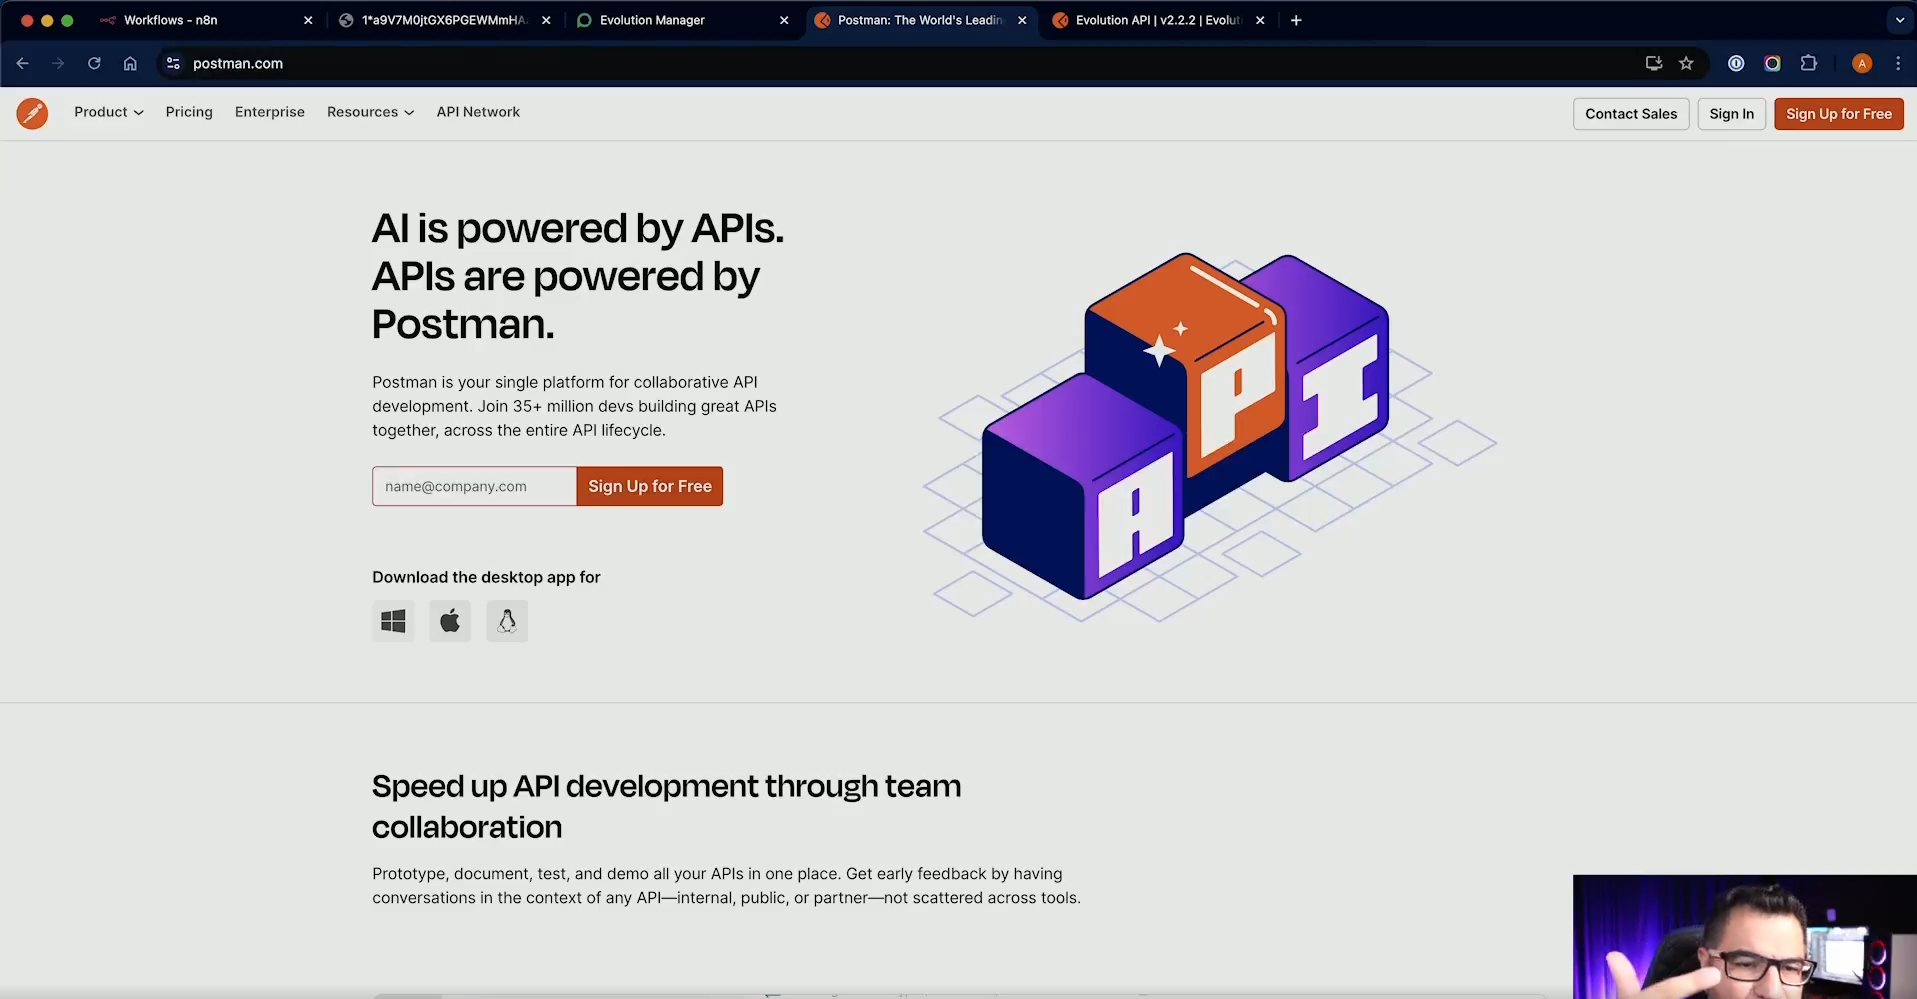 Workflows - n8n
1*a9V7M0jtGX6PGEWMmHA
Evolution Manager
Postman: The World's Leadin
Evolution API | v2.2.2 | Evolut
postman.com
A
Product
Pricing
Enterprise
Resources
API Network
Contact Sales
Sign In
Sign Up for Free
AI is powered by APIs.
APIs are powered by
Postman.
Postman is your single platform for collaborative API
development. Join 35+ million devs building great APIs
together, across the entire API lifecycle.
name@company.com
Sign Up for Free
Download the desktop app for
A
P
I
Speed up API development through team
collaboration
Prototype, document, test, and demo all your APIs in one place. Get early feedback by having
conversations in the context of any API—internal, public, or partner—not scattered across tools.